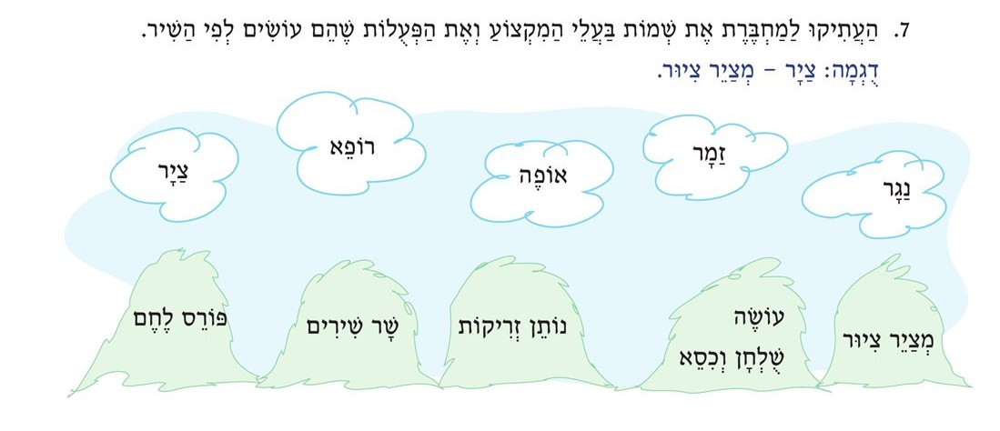 7. הַעֲתִיקוּ לַמַּחְבֶּרֶת אֶת שְׁמוֹת בַּעֲלֵי הַמִּקְצוֹעַ וְאֶת הַפְּעֻלּוֹת שֶׁהֵם עוֹשִׂים לְפִי הַשִּׁיר.
דֻּגְמָה: צַיָּר – מְצַיֵּר צִיּוּר.
נַגָּר
זַמָּר
אוֹפֶה
רוֹפֵא
צַיָּר
מְצַיֵּר צִיּוּר
עוֹשֶׂה
שֻׁלְחָן וְכִסֵּא
נוֹתֵן זְרִיקוֹת
שָׁר שִׁירִים
פּוֹרֵס לֶחֶם